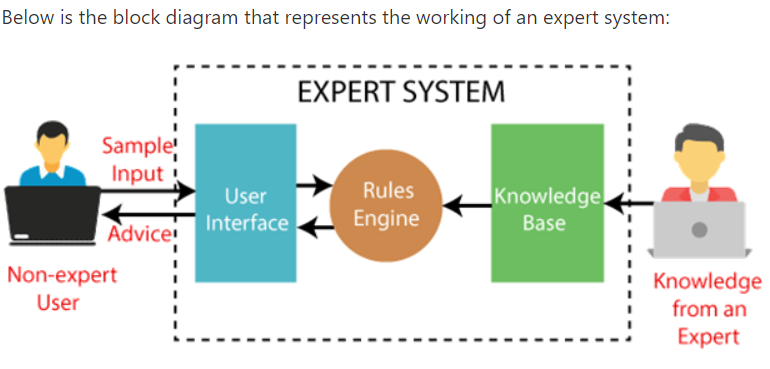 Below is the block diagram that represents the working of an expert system:
EXPERT SYSTEM
Sample
Input
Advice
Non-expert
User
User
Interface
Rules
Engine
Knowledge
Base
Knowledge
from an
Expert